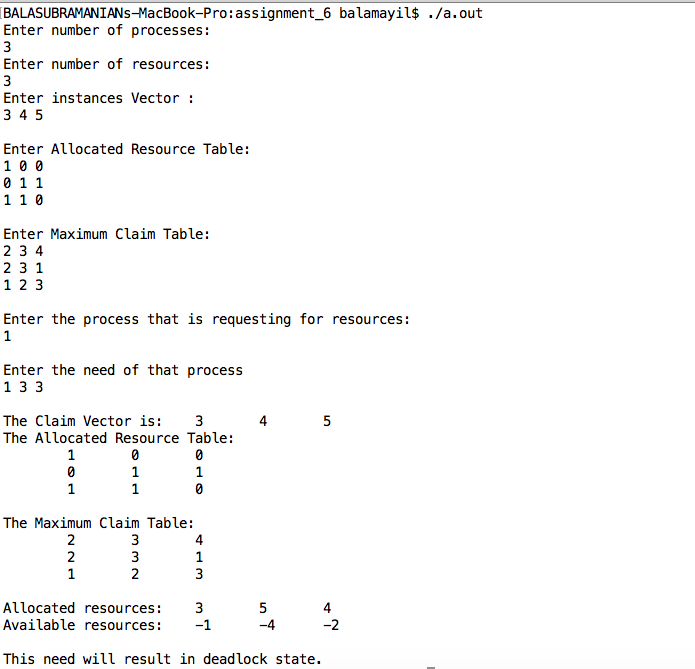 [BALASUBRAMANIANs-MacBook-Pro:assignment_6 balamayil$ ./a.out
Enter number of processes:
3
Enter number of resources:
3
Enter instances Vector :
3 4 5
Enter Allocated Resource Table:
1 0 0
0 1 1
1 1 0
Enter Maximum Claim Table:
2 3 4
2 3 1
1 2 3
Enter the process that is requesting for resources:
1
Enter the need of that process
1 3 3
The Claim Vector is: 3 4 5
The Allocated Resource Table:
1 0 0
0 1 1
1 1 0
The Maximum Claim Table:
2 3 4
2 3 1
1 2 3
Allocated resources: 3 5 4
Available resources: -1 -4 -2
This need will result in deadlock state.